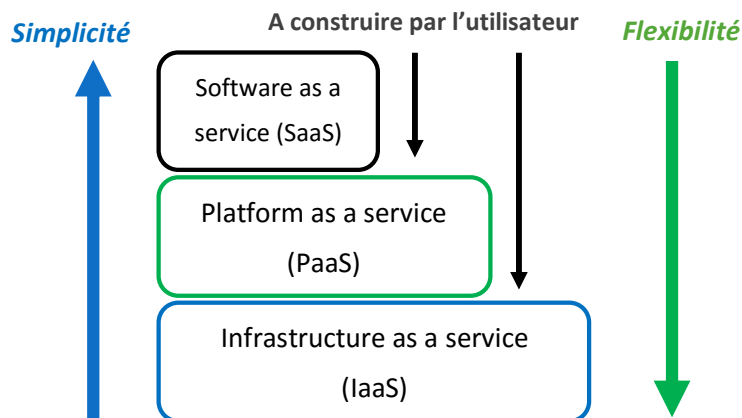 Simplicité
A construire par l’utilisateur
Flexibilité
Software as a
service (SaaS)
Platform as a service
(PaaS)
Infrastructure as a service
(IaaS)